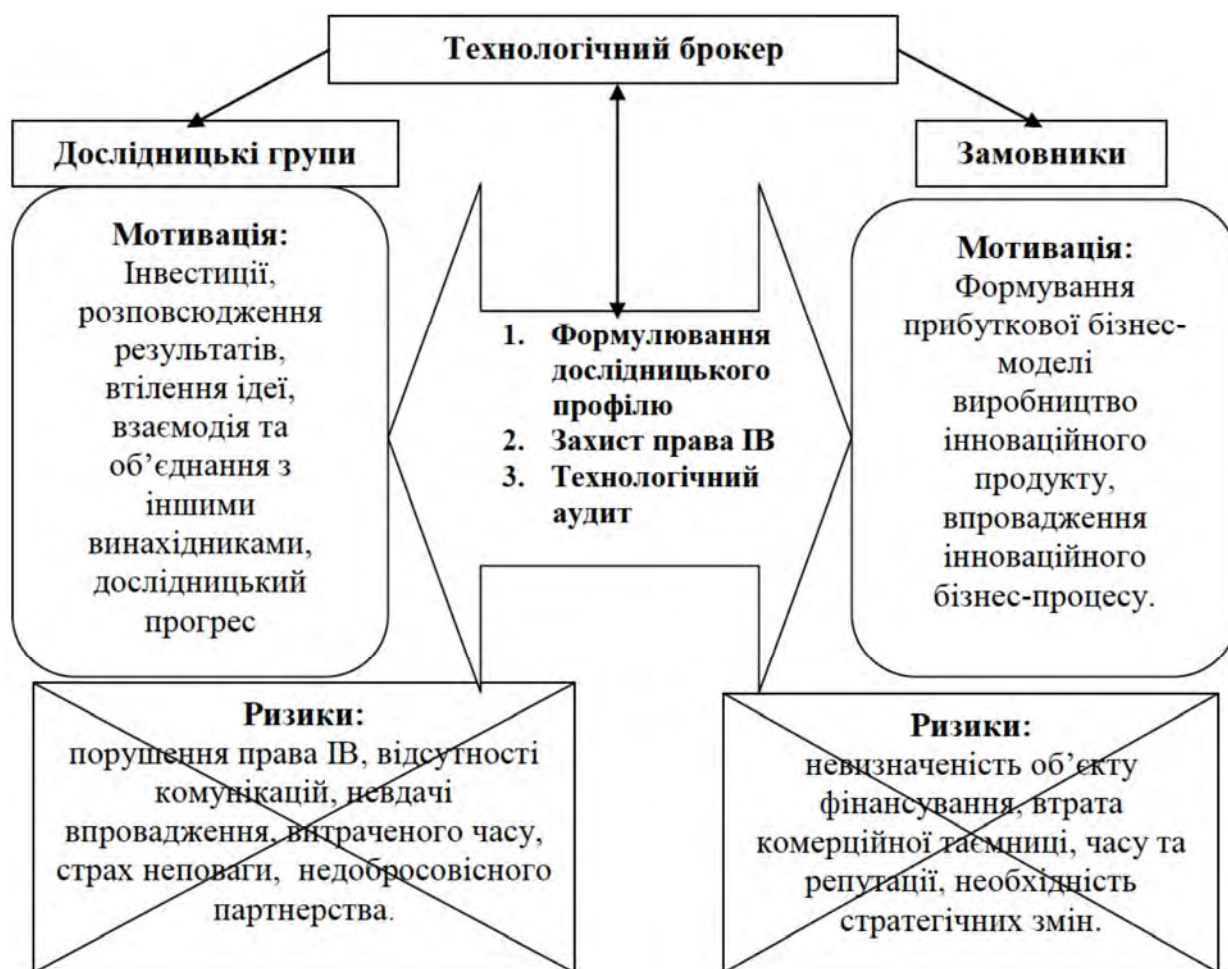 Технологічний брокер
Дослідницькі групи
Замовники
Мотивація:
Інвестиції,
розповсюдження
результатів,
втілення ідеї,
взаємодія та
об’єднання з
іншими
винахідниками,
дослідницький
прогрес
1. Формулювання
дослідницького
профілю
2. Захист права ІВ
3. Технологічний
аудит
Мотивація:
Формування
прибуткової бізнес-
моделі
виробництво
інноваційного
продукту,
впровадження
інноваційного
бізнес-процесу.
Ризики:
порушення права ІВ, відсутності
комунікацій, невдачі
впровадження, витраченого часу,
страх неповаги, недобросовісного
партнерства.
Ризики:
невизначеність об’єкту
фінансування, втрата
комерційної таємниці, часу та
репутації, необхідність
стратегічних змін.